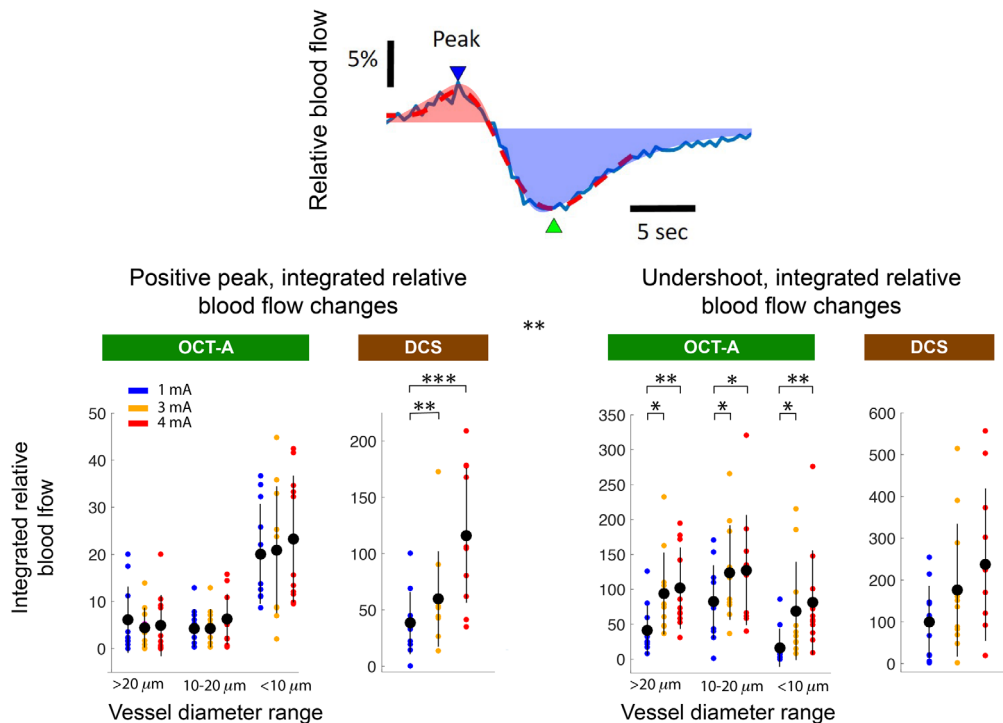 Relative blood flow
5%
Peak
5 sec
Positive peak, integrated relative
blood flow changes
Undershoot, integrated relative
blood flow changes
**
OCT-A
DCS
OCT-A
DCS
1 mA
3 mA
4 mA
Integrated relative
blood lfow
50
40
30
20
10
0
>20 μm
10-20 μm
<10 μm
Vessel diameter range
***
**
200
150
100
50
0
**
*
*
*
**
*
350
300
250
200
150
100
50
0
>20 μm
10-20 μm
<10 μm
Vessel diameter range
600
500
400
300
200
100
0